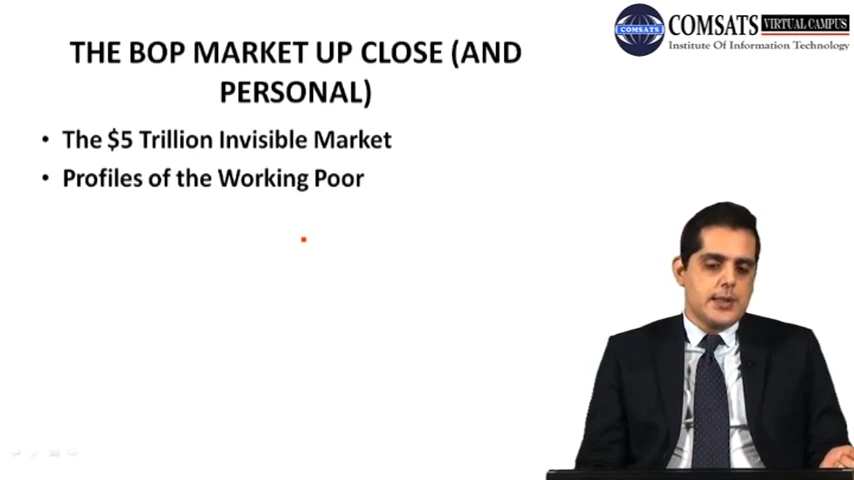 COMSATS VIRTUAL CAMPUS
COMSATS
Institute Of Information Technology
THE BOP MARKET UP CLOSE (AND
PERSONAL)
• The $5 Trillion Invisible Market
• Profiles of the Working Poor